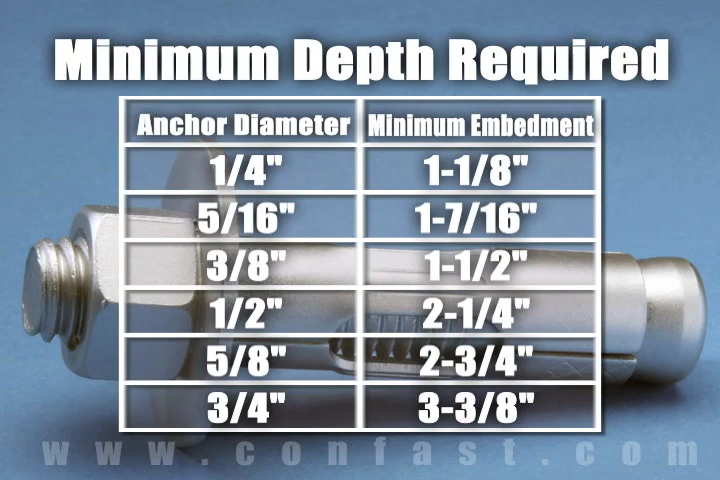 Minimum Depth Required
Anchor Diameter Minimum Embedment
1/4" 1-1/8"
5/16" 1-7/16"
3/8" 1-1/2"
1/2" 2-1/4"
5/8" 2-3/4"
3/4" 3-3/8"
www.confast.com